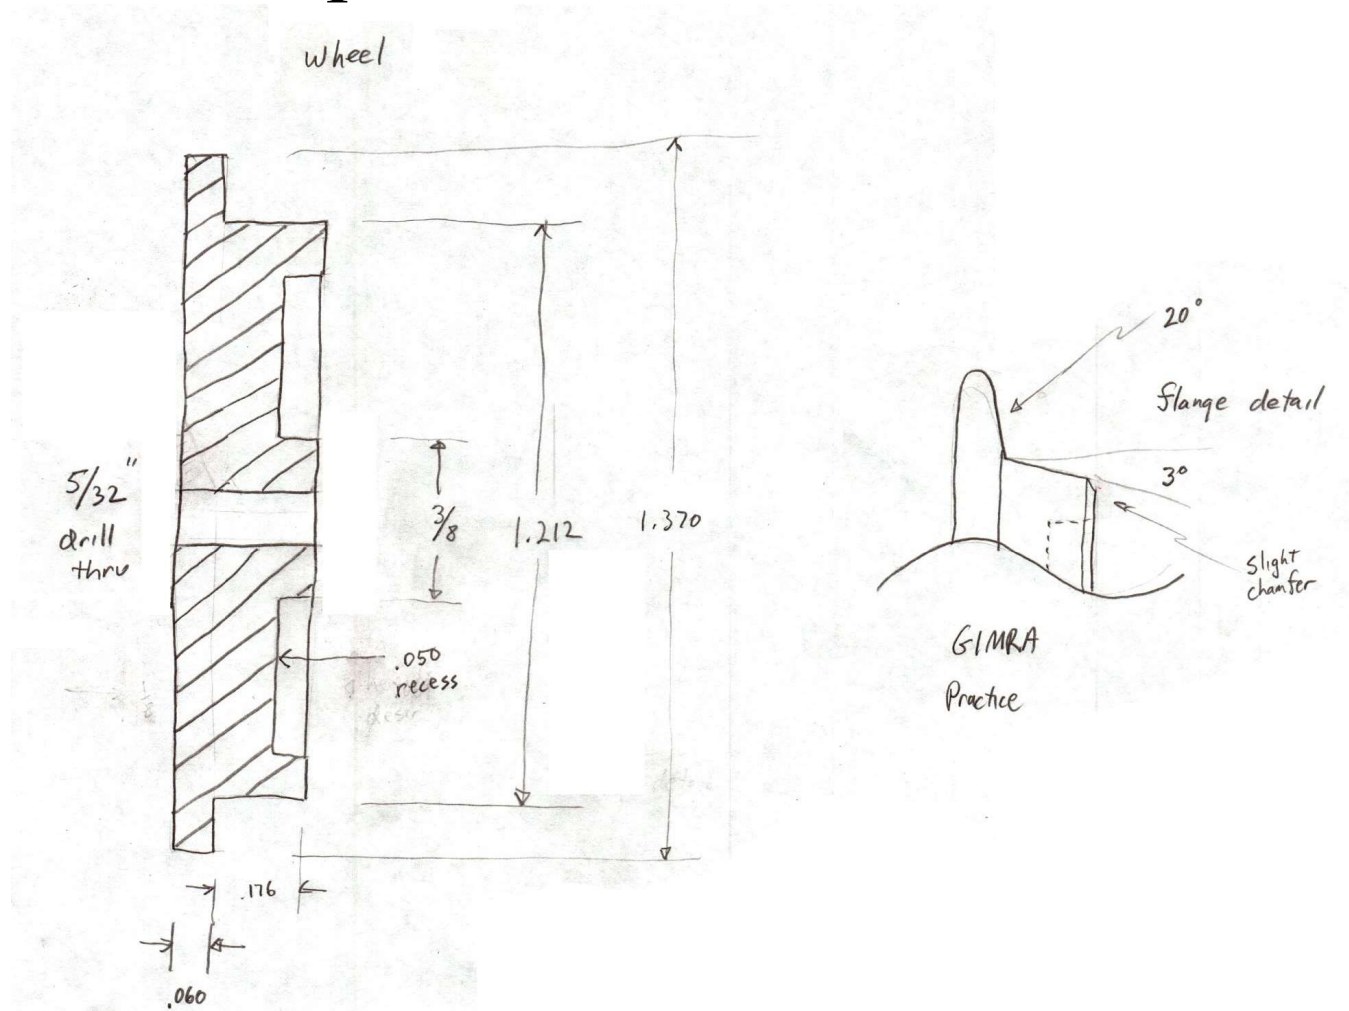 Wheel
5/32"
drill
thru
3/8
1.212
1.370
.050
recess
.176
.060
20°
flange detail
3°
slight
chamfer
GIMRA
Practice